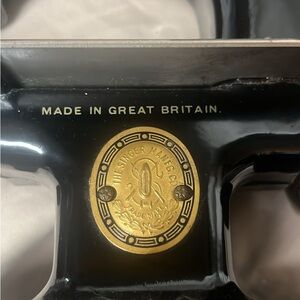 MADE IN GREAT BRITAIN.
THE SINGER MANFG. CO.